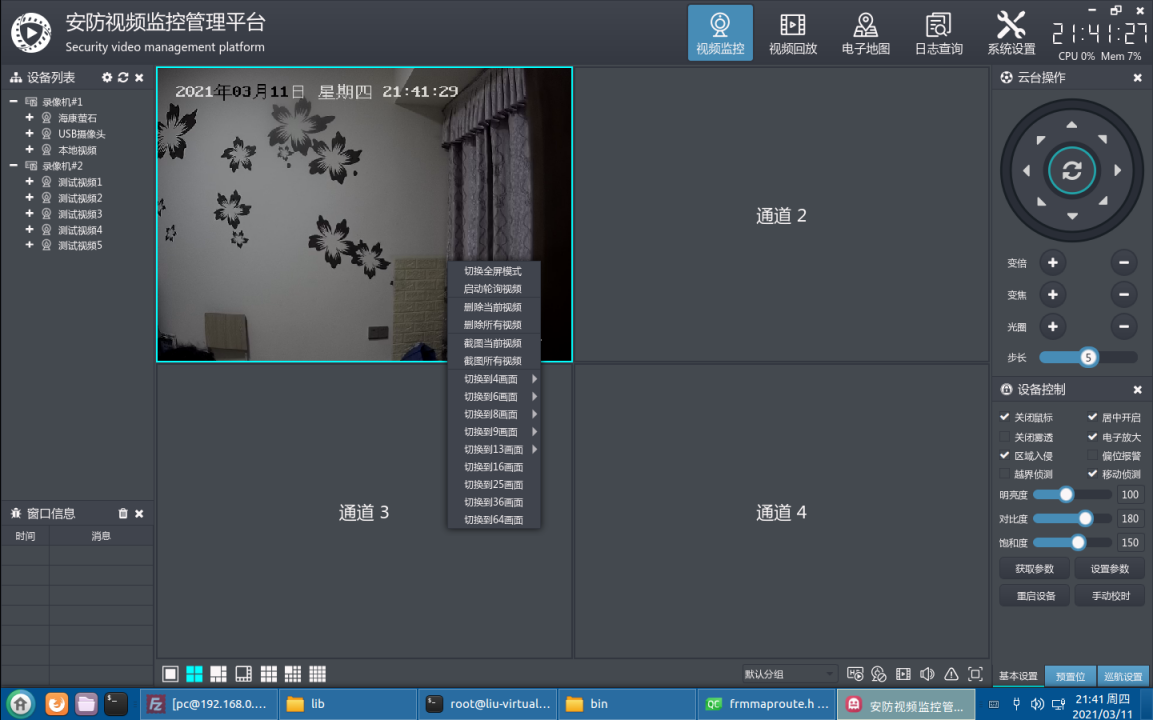 安防视频监控管理平台
Security video management platform
视频监控
视频回放
电子地图
日志查询
系统设置
21:41:27
CPU 0% Mem 7%
设备列表
录像机#1
海康萤石
USB摄像头
本地视频
录像机#2
测试视频1
测试视频2
测试视频3
测试视频4
测试视频5
窗口信息
时间 消息
2021年03月11日 星期四 21:41:29
通道 2
通道 3
通道 4
切换全屏模式
启动轮询视频
删除当前视频
删除所有视频
截图当前视频
截图所有视频
切换到4画面
切换到6画面
切换到8画面
切换到9画面
切换到13画面
切换到16画面
切换到25画面
切换到36画面
切换到64画面
云台操作
变倍
变焦
光圈
步长 5
设备控制
关闭鼠标 居中开启
关闭雾透 电子放大
区域入侵 偏位报警
越界侦测 移动侦测
明亮度 100
对比度 180
饱和度 150
获取参数 设置参数
重启设备 手动校时
默认分组
基本设置 预置位 巡航设置
[pc@192.168.0....
lib
root@liu-virtual...
bin
frmmaproute.h ...
安防视频监控管...
21:41 周四
2021/03/11